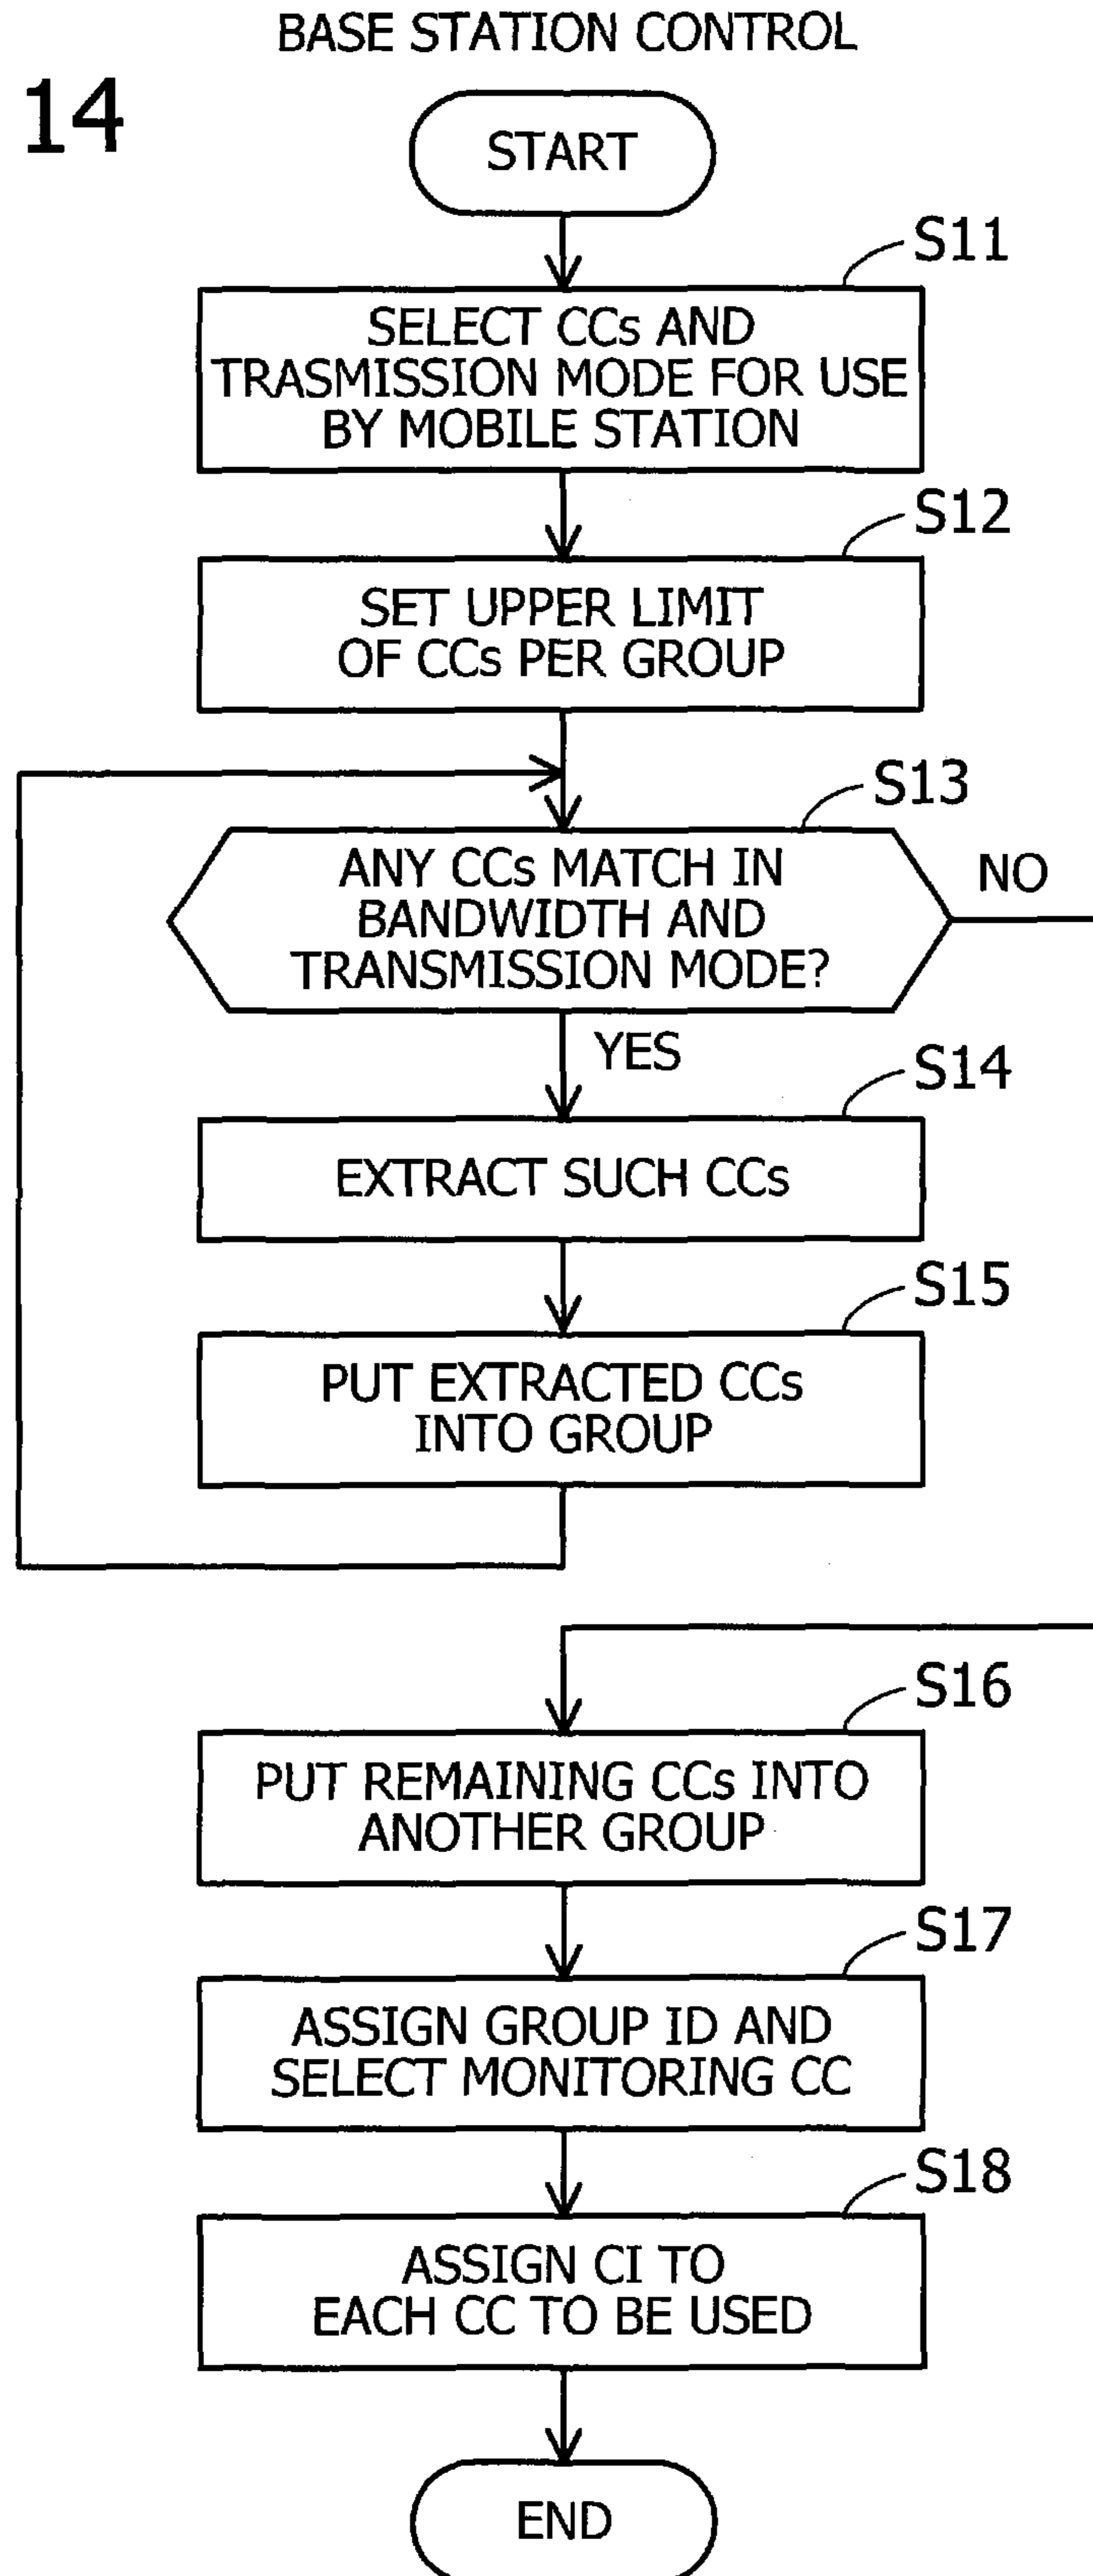 BASE STATION CONTROL
14
START
S11
SELECT CCs AND
TRASMISSION MODE FOR USE
BY MOBILE STATION
S12
SET UPPER LIMIT
OF CCs PER GROUP
S13
ANY CCs MATCH IN
BANDWIDTH AND
TRANSMISSION MODE?
NO
YES
S14
EXTRACT SUCH CCs
S15
PUT EXTRACTED CCs
INTO GROUP
S16
PUT REMAINING CCs INTO
ANOTHER GROUP
S17
ASSIGN GROUP ID AND
SELECT MONITORING CC
S18
ASSIGN CI TO
EACH CC TO BE USED
END